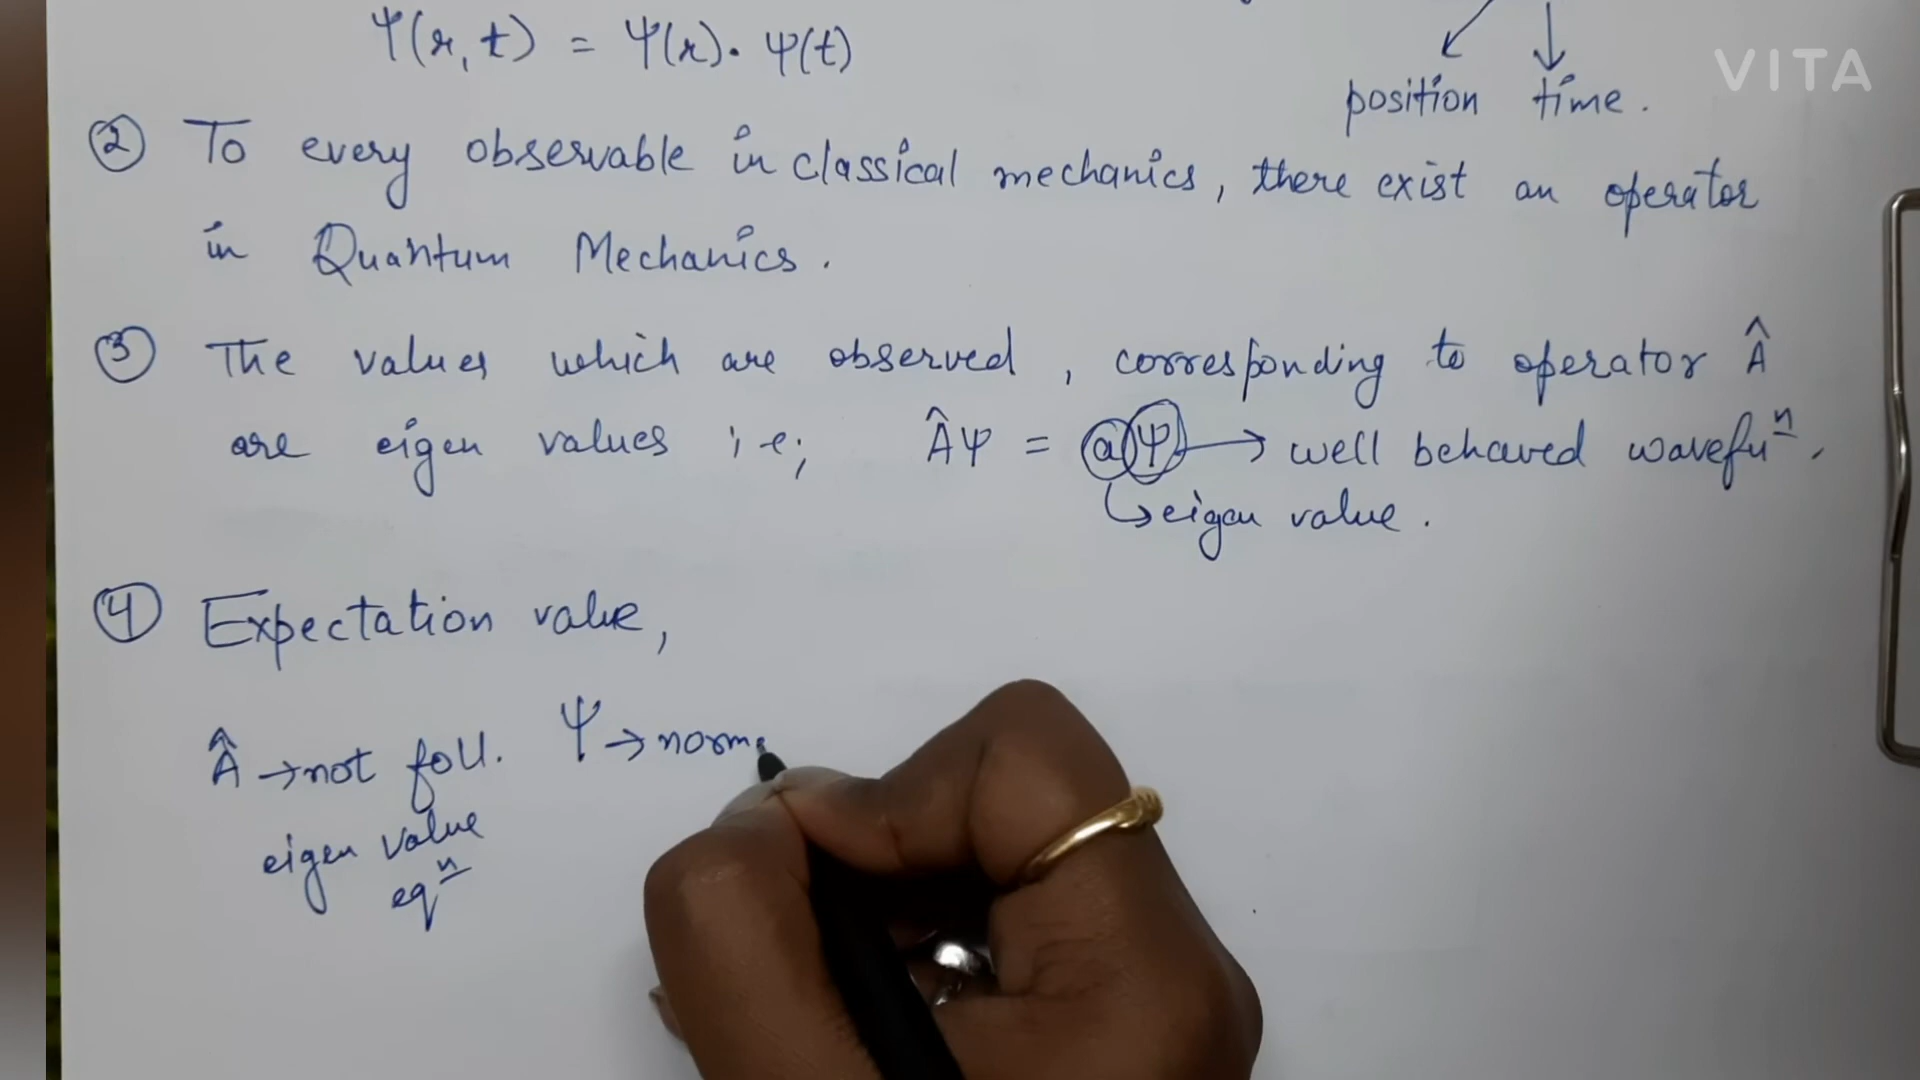 Ψ(r,t) = Ψ(r). Ψ(t)
position time.
VITA
② To every observable in classical mechanics, there exist an operator
in Quantum Mechanics.
③ The values which are observed, corresponding to operator Â
are eigen values i.e; Âψ = aψ → well behaved wavefuⁿ.
↳ eigen value.
④ Expectation value,
Â → not foll. Ψ → norm
eigen value
eqⁿ